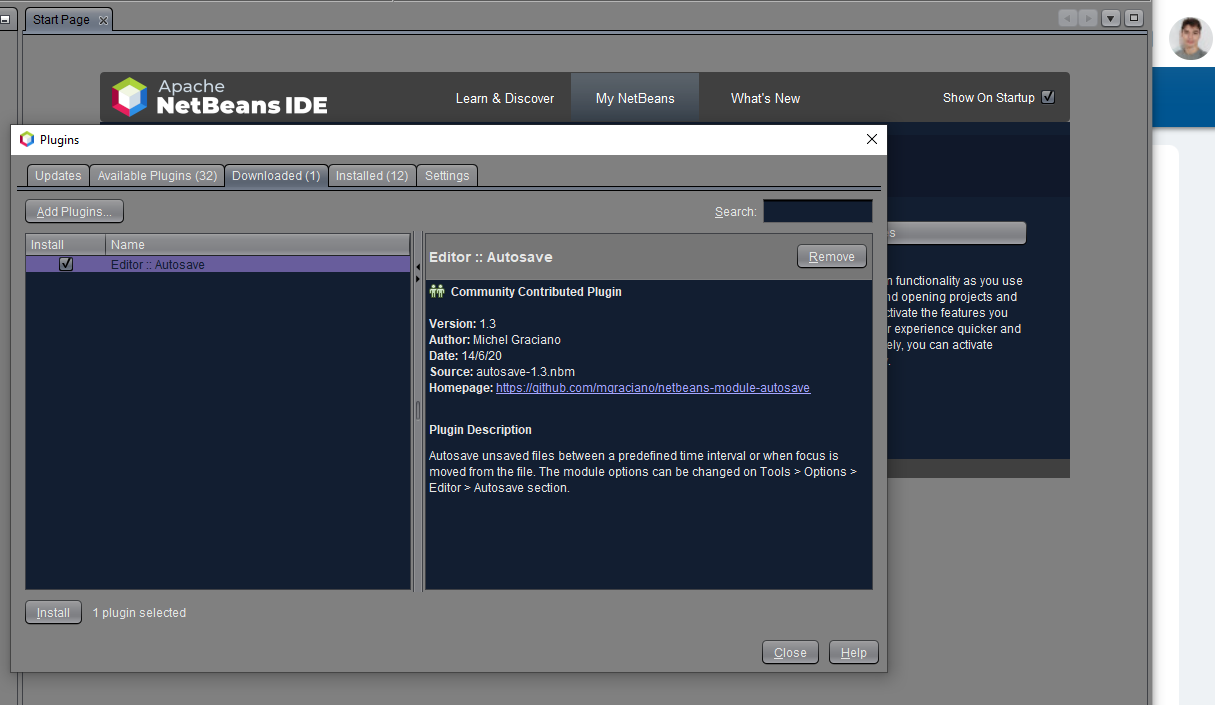 Start Page
Apache
NetBeans IDE
Learn & Discover
My NetBeans
What's New
Show On Startup
Plugins
Updates
Available Plugins (32)
Downloaded (1)
Installed (12)
Settings
Add Plugins...
Search:
Install
Name
Editor :: Autosave
Editor :: Autosave
Remove
Community Contributed Plugin
Version: 1.3
Author: Michel Graciano
Date: 14/6/20
Source: autosave-1.3.nbm
Homepage: https://github.com/mgraciano/netbeans-module-autosave
Plugin Description
Autosave unsaved files between a predefined time interval or when focus is
moved from the file. The module options can be changed on Tools > Options >
Editor > Autosave section.
functionality as you use
opening projects and
the features you
experience quicker and
you can activate
Install
1 plugin selected
Close
Help